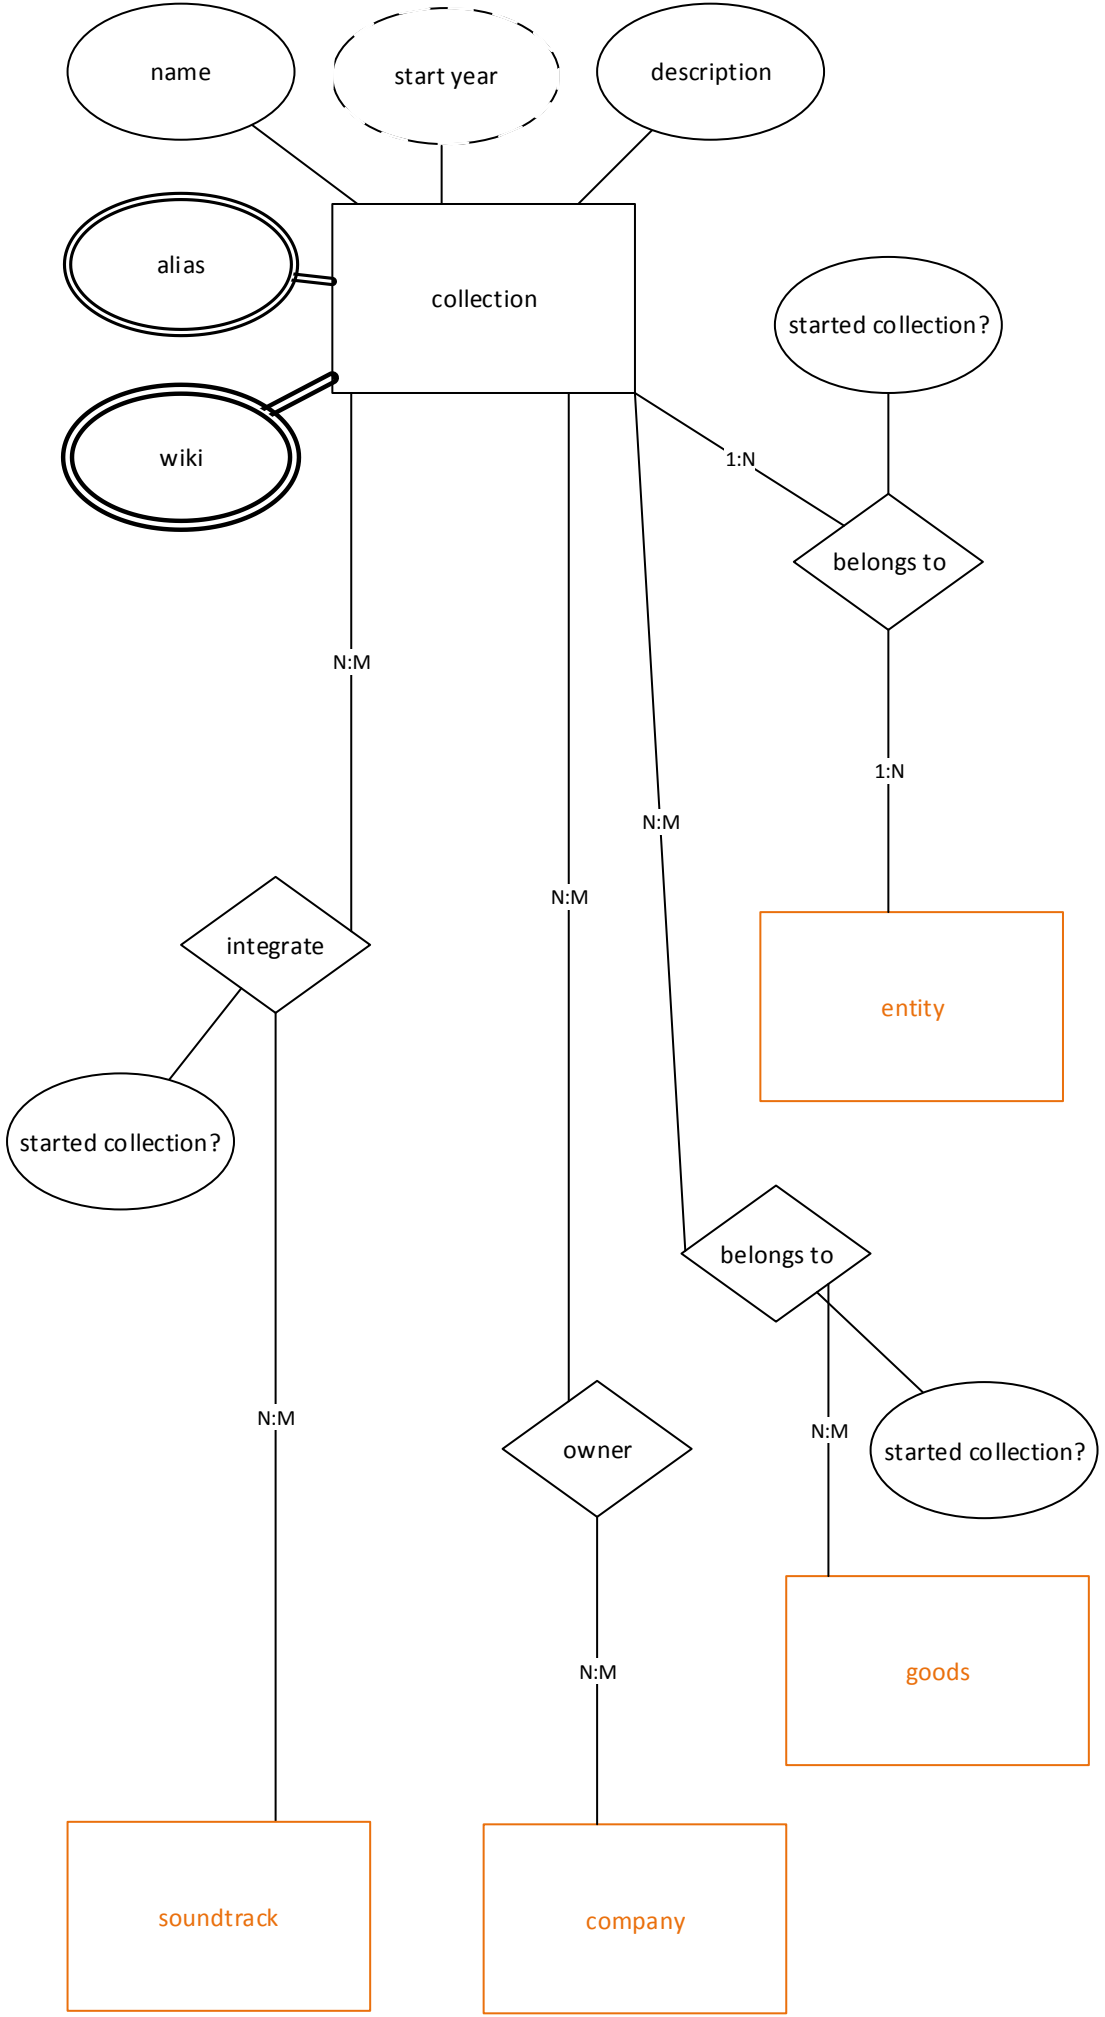 name
start year
description
alias
collection
started collection?
wiki
1:N
belongs to
N:M
1:N
N:M
N:M
integrate
entity
started collection?
belongs to
N:M
N:M
owner
started collection?
N:M
goods
soundtrack
company